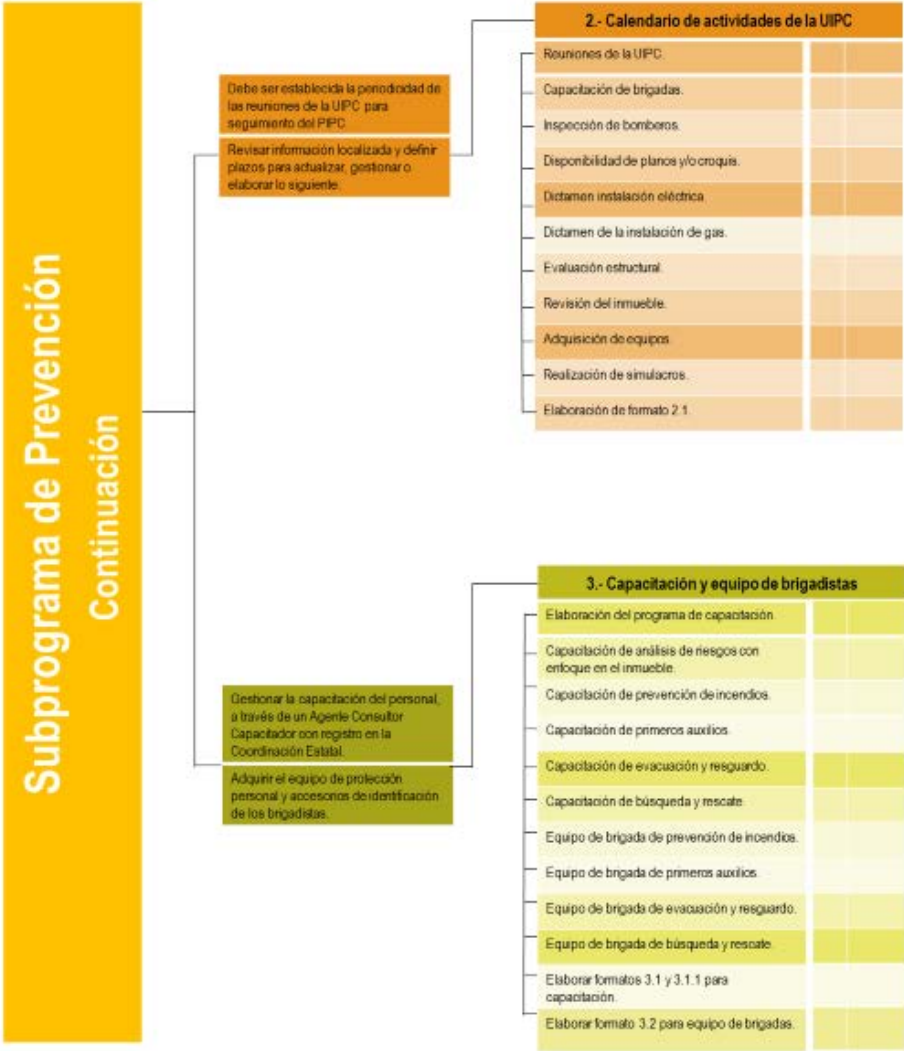 Subprograma de Prevención
Continuación
Debe ser establecida la periodicidad de
las reuniones de la UIPC para
seguimiento del PIPC
Revisar información localizada y definir
plazos para actualizar, gestionar o
elaborar lo siguiente:
2.- Calendario de actividades de la UIPC
Reuniones de la UIPC.
Capacitación de brigadas.
Inspección de bomberos.
Disponibilidad de planos y/o croquis.
Dictamen instalación eléctrica.
Dictamen de la instalación de gas.
Evaluación estructural.
Revisión del inmueble.
Adquisición de equipos.
Realización de simulacros.
Elaboración de formato 2.1.
Gestionar la capacitación del personal,
a través de un Agente Consultor
Capacitador con registro en la
Coordinación Estatal.
Adquirir el equipo de protección
personal y accesorios de identificación
de los brigadistas.
3.- Capacitación y equipo de brigadistas
Elaboración del programa de capacitación.
Capacitación de análisis de riesgos con
enfoque en el inmueble.
Capacitación de prevención de incendios.
Capacitación de primeros auxilios.
Capacitación de evacuación y resguardo.
Capacitación de búsqueda y rescate.
Equipo de brigada de prevención de incendios.
Equipo de brigada de primeros auxilios.
Equipo de brigada de evacuación y resguardo.
Equipo de brigada de búsqueda y rescate.
Elaborar formatos 3.1 y 3.1.1 para
capacitación.
Elaborar formato 3.2 para equipo de brigadas.